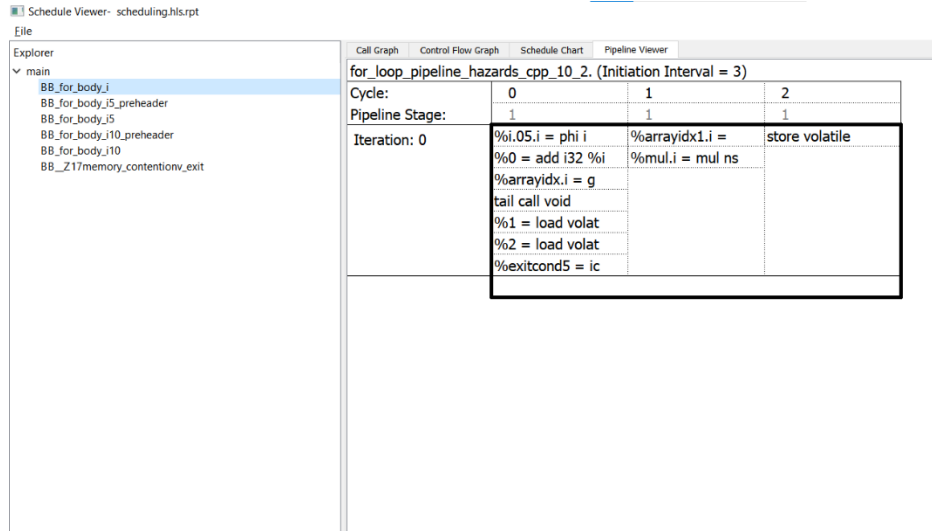 Schedule Viewer- scheduling.hls.rpt
File
Explorer
main
BB_for_body_i
BB_for_body_i5_preheader
BB_for_body_i5
BB_for_body_i10_preheader
BB_for_body_i10
BB__Z17memory_contentionv_exit
Call Graph Control Flow Graph Schedule Chart Pipeline Viewer
for_loop_pipeline_hazards_cpp_10_2. (Initiation Interval = 3)
Cycle: 0 1 2
Pipeline Stage: 1 1 1
Iteration: 0 %i.05.i = phi i %arrayidx1.i = store volatile
%0 = add i32 %i %mul.i = mul ns
%arrayidx.i = g
tail call void
%1 = load volat
%2 = load volat
%exitcond5 = ic